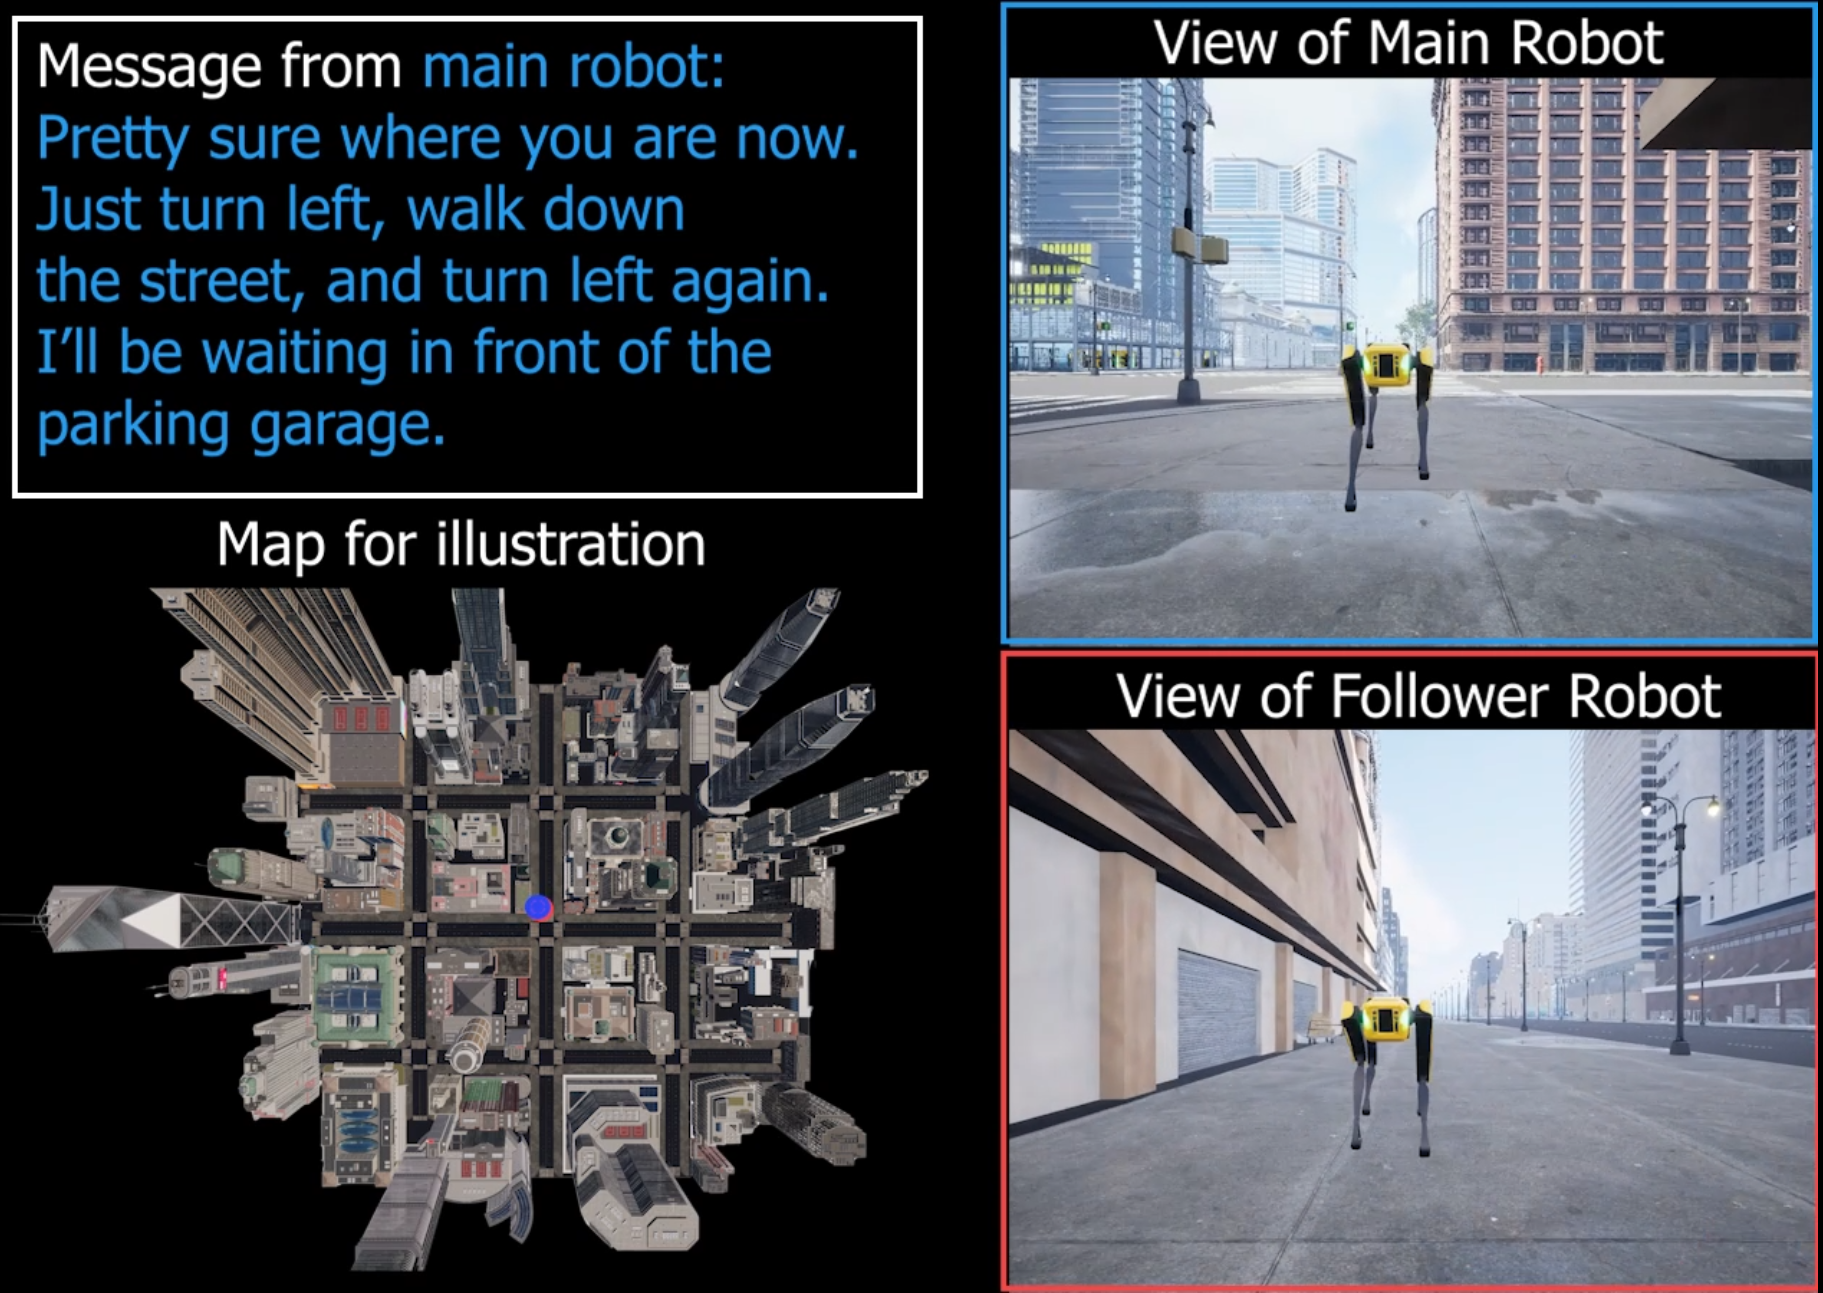 Message from main robot:
Pretty sure where you are now.
Just turn left, walk down
the street, and turn left again.
I'll be waiting in front of the
parking garage.
Map for illustration
View of Main Robot
View of Follower Robot